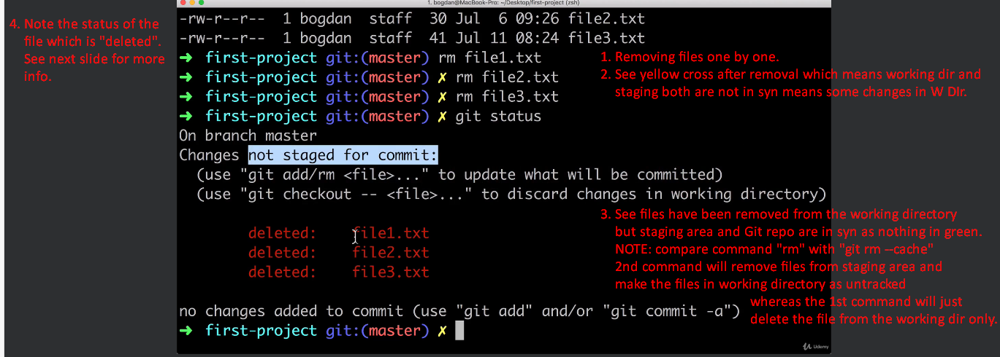 1. bogdan@MacBook-Pro: ~/Desktop/first-project (zsh)
4. Note the status of the
file which is "deleted".
See next slide for more
info.
-rw-r--r--  1 bogdan  staff  30 Jul  6 09:26 file2.txt
-rw-r--r--  1 bogdan  staff  41 Jul 11 08:24 file3.txt
➜  first-project git:(master) rm file1.txt
➜  first-project git:(master) ✗ rm file2.txt
➜  first-project git:(master) ✗ rm file3.txt
➜  first-project git:(master) ✗ git status
1. Removing files one by one.
2. See yellow cross after removal which means working dir and
staging both are not in syn means some changes in W DIr.
On branch master
Changes not staged for commit:
(use "git add/rm <file>..." to update what will be committed)
(use "git checkout -- <file>..." to discard changes in working directory)
deleted:    file1.txt
deleted:    file2.txt
deleted:    file3.txt
3. See files have been removed from the working directory
but staging area and Git repo are in syn as nothing in green.
NOTE: compare command "rm" with "git rm –cache"
2nd command will remove files from staging area and
make the files in working directory as untracked
whereas the 1st command will just
delete the file from the working dir only.
no changes added to commit (use "git add" and/or "git commit -a")
➜  first-project git:(master) ✗
Udemy